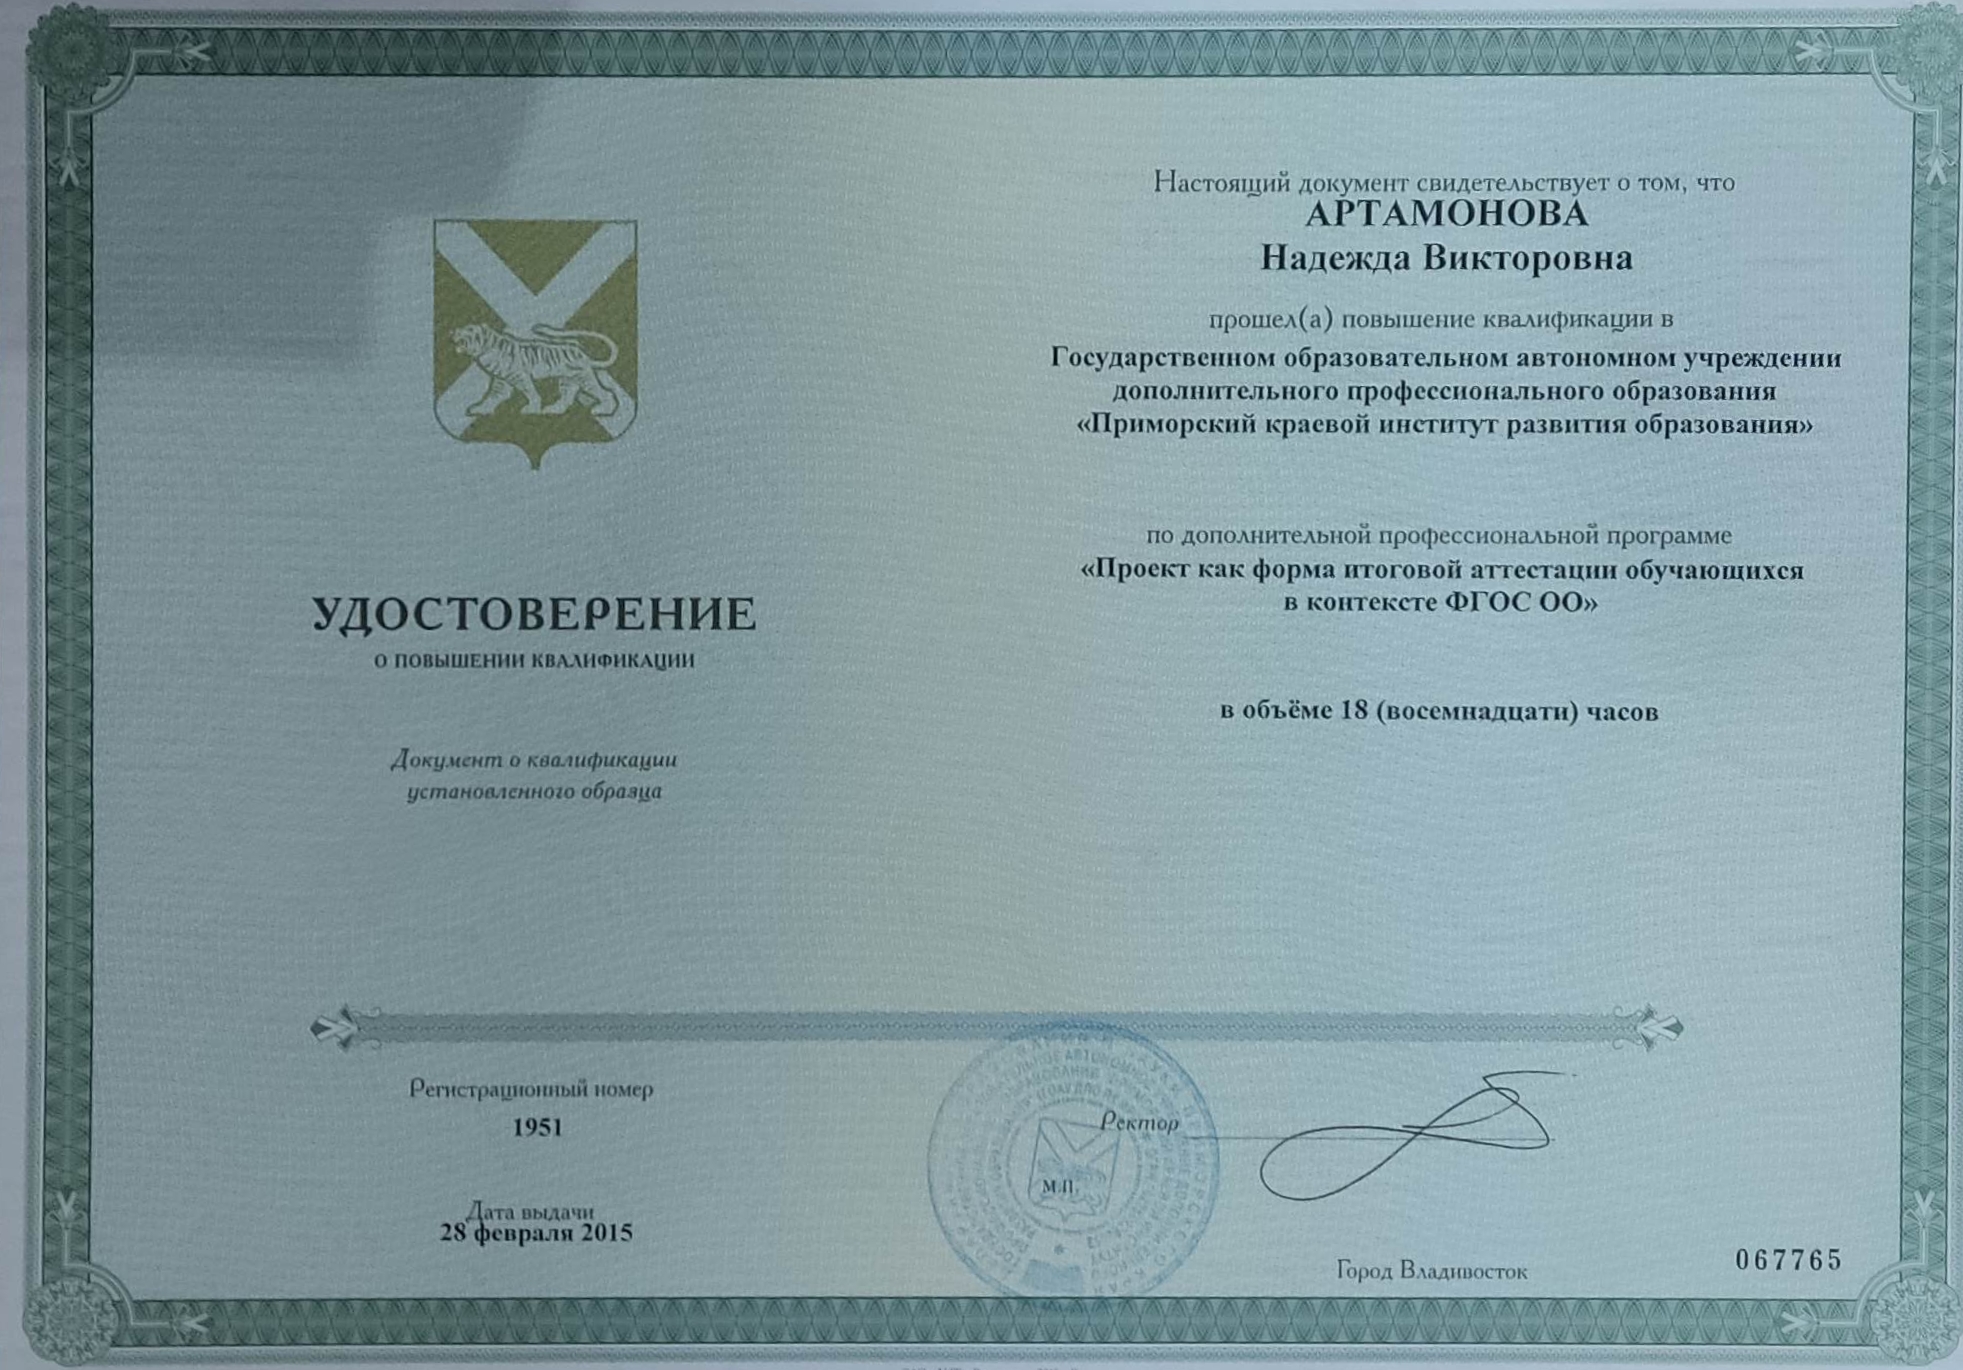 УДОСТОВЕРЕНИЕ
О ПОВЫШЕНИИ КВАЛИФИКАЦИИ
Документ о квалификации
установленного образца
Регистрационный номер
1951
Дата выдачи
28 февраля 2015
Настоящий документ свидетельствует о том, что
АРТАМОНОВА
Надежда Викторовна
прошел(а) повышение квалификации в
Государственном образовательном автономном учреждении
дополнительного профессионального образования
«Приморский краевой институт развития образования»
по дополнительной профессиональной программе
«Проект как форма итоговой аттестации обучающихся
в контексте ФГОС ОО»
в объёме 18 (восемнадцати) часов
Ректор
М.П.
Город Владивосток
067765